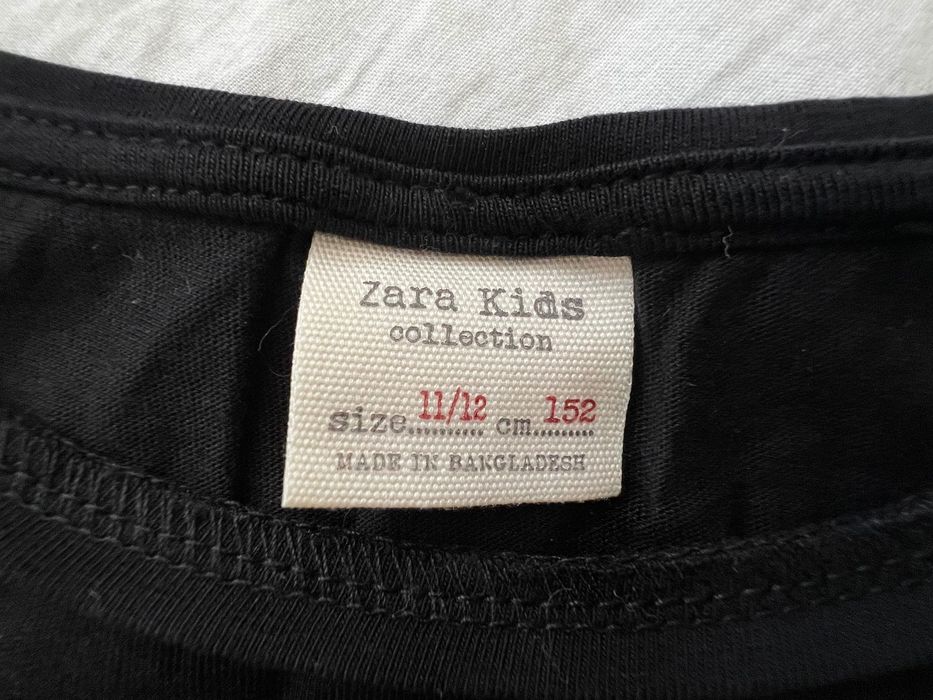 Zara Kids
collection
size..........11/12 cm.........152
MADE IN BANGLADESH